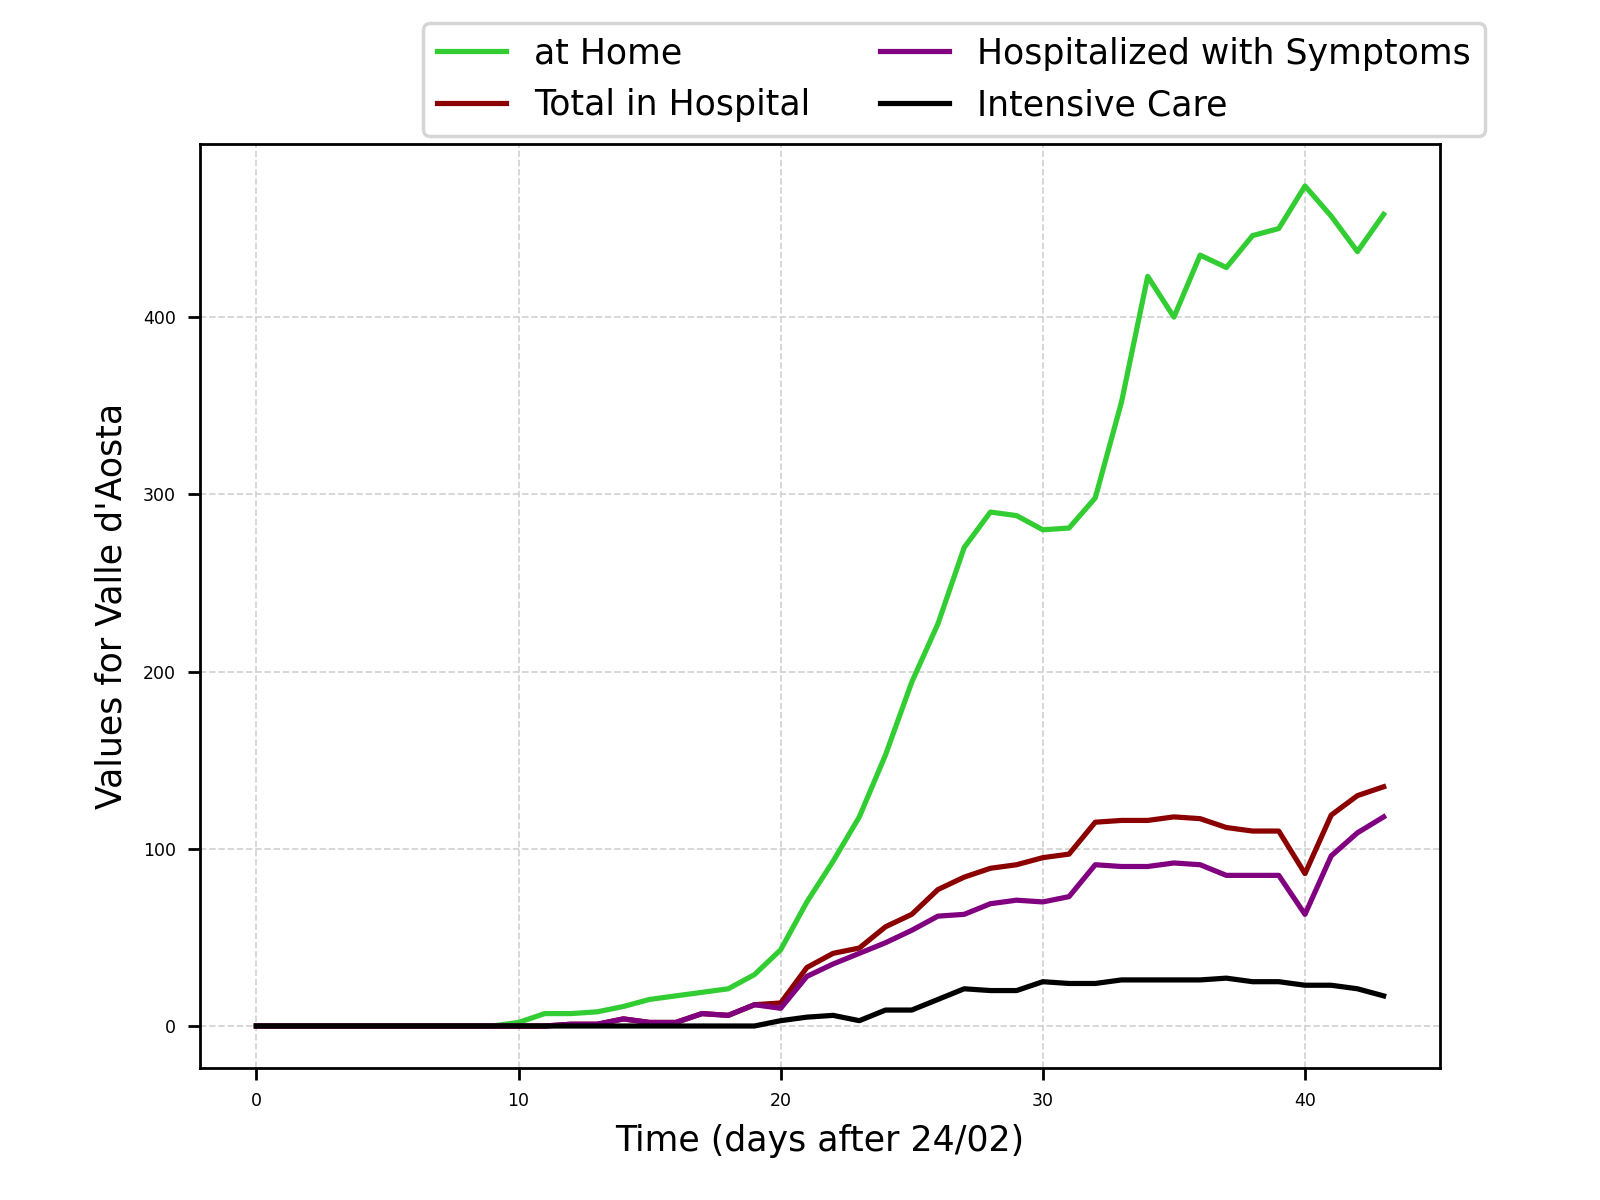 at Home
Total in Hospital
Hospitalized with Symptoms
Intensive Care
Values for Valle d'Aosta
400
300
200
100
0
0 10 20 30 40
Time (days after 24/02)